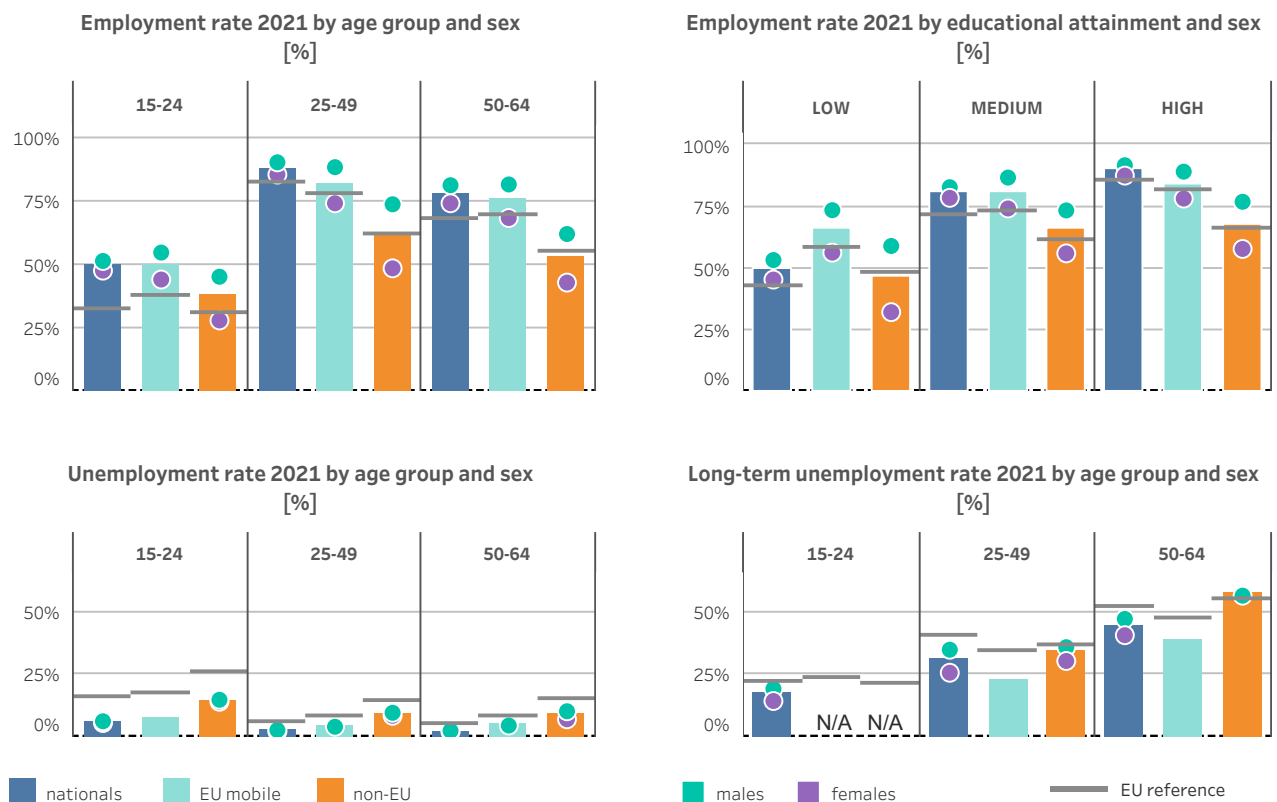 Employment rate 2021 by age group and sex
[%]
15-24
25-49
50-64
100%
75%
50%
25%
0%
Employment rate 2021 by educational attainment and sex
[%]
LOW
MEDIUM
HIGH
100%
75%
50%
25%
0%
Unemployment rate 2021 by age group and sex
[%]
15-24
25-49
50-64
50%
25%
0%
Long-term unemployment rate 2021 by age group and sex
[%]
15-24
25-49
50-64
50%
25%
0%
N/A
N/A
nationals
EU mobile
non-EU
males
females
EU reference